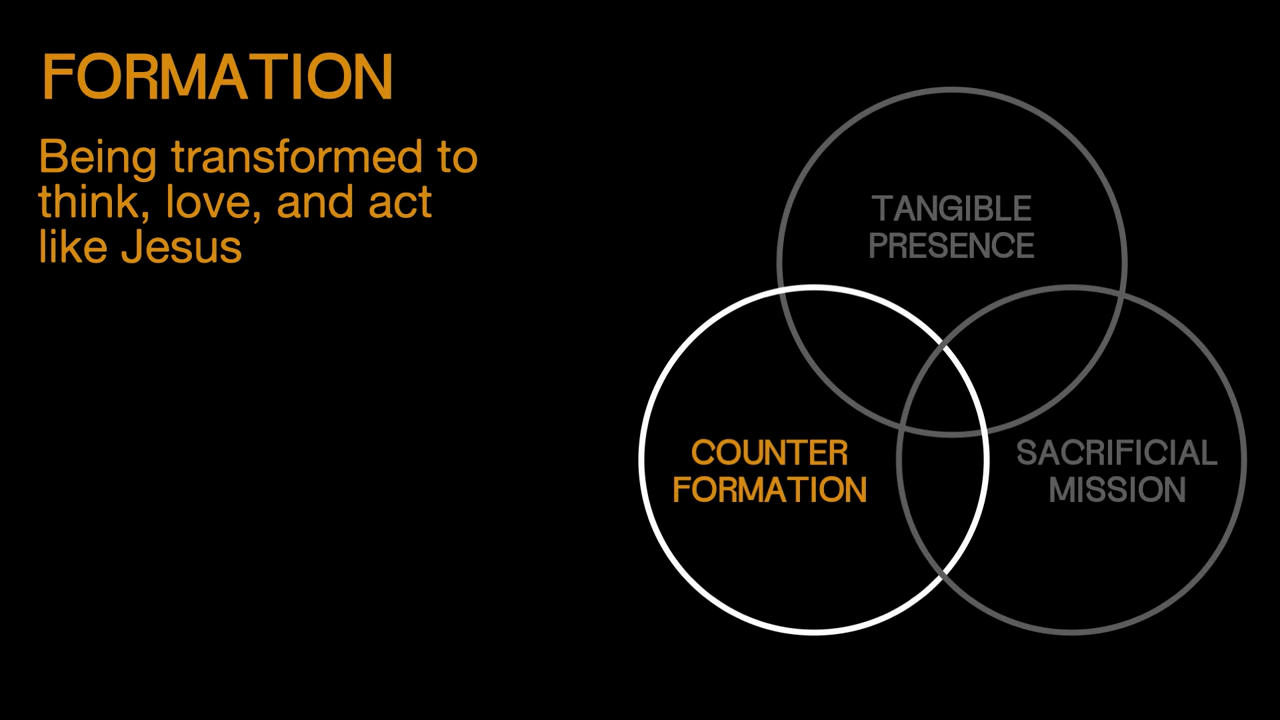 FORMATION
Being transformed to
think, love, and act
like Jesus
TANGIBLE
PRESENCE
COUNTER
FORMATION
SACRIFICIAL
MISSION